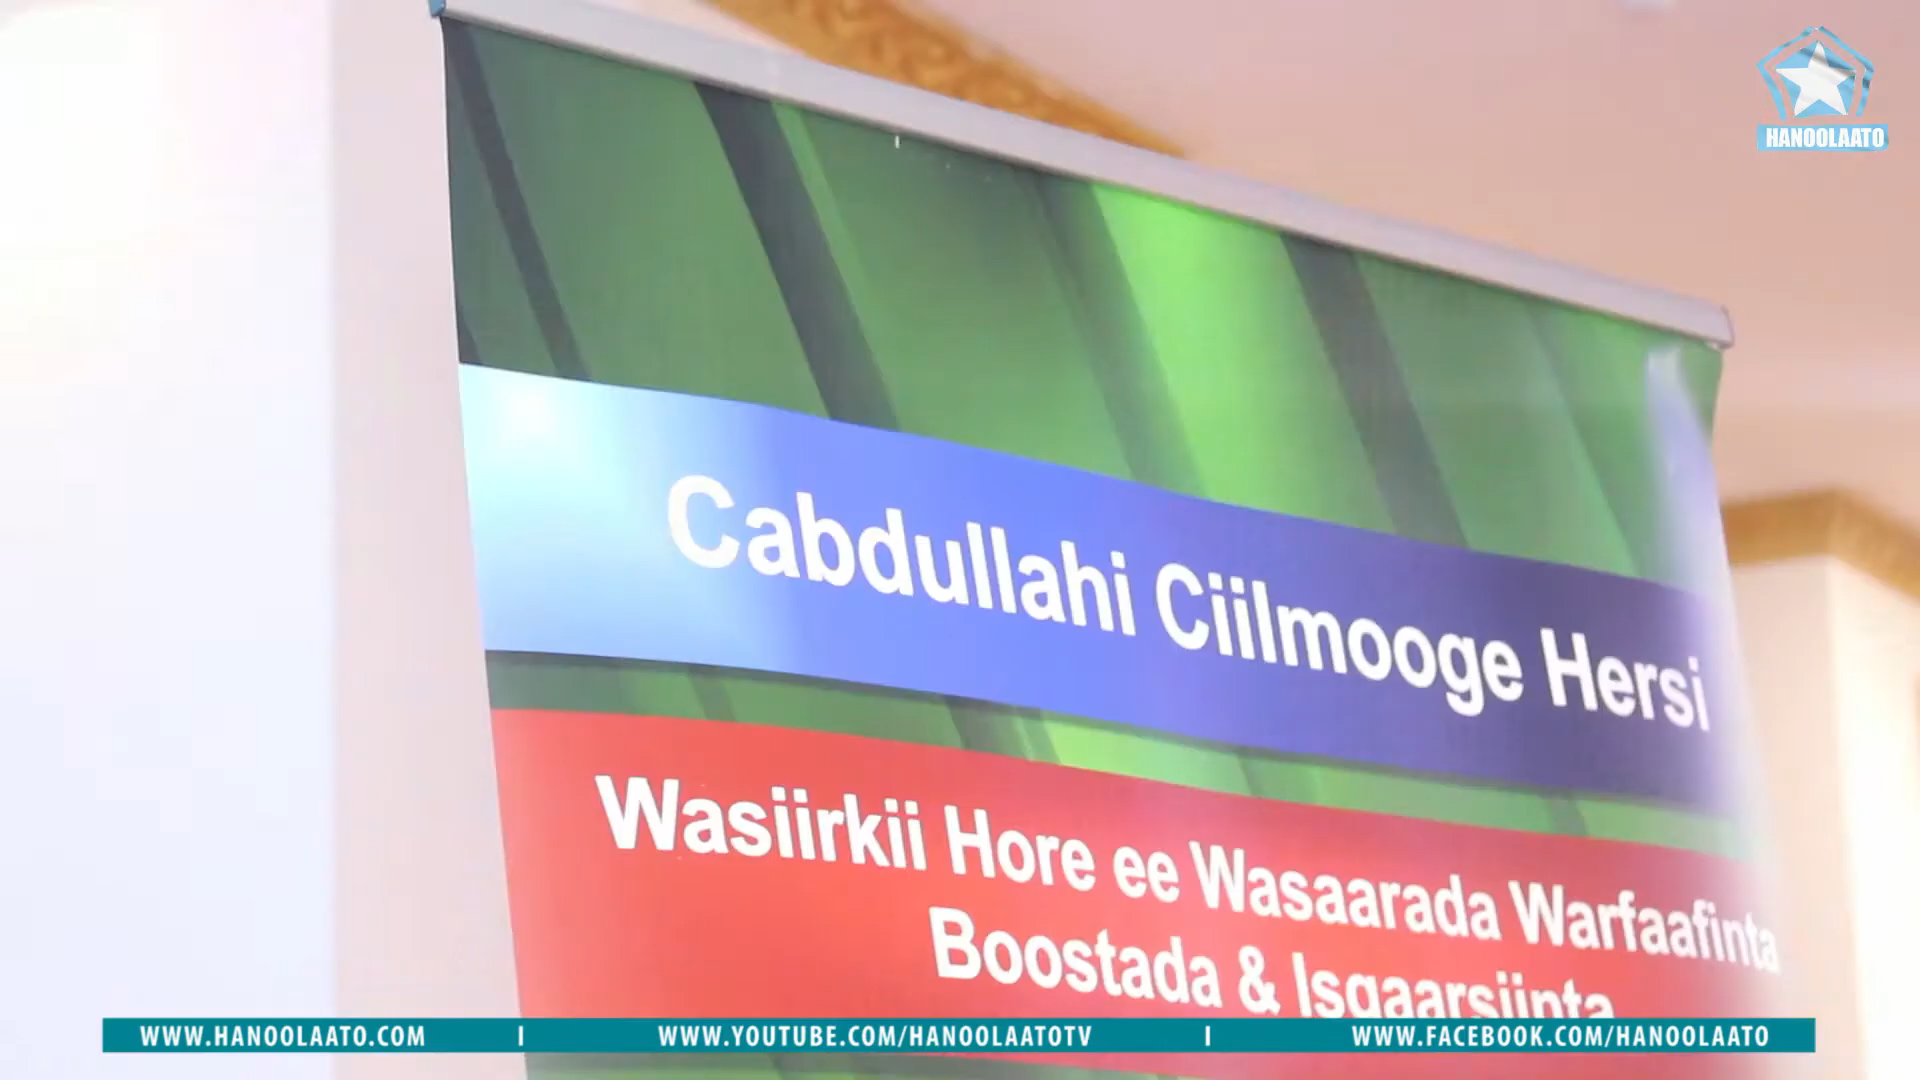 HANOOLAATO
Cabdullahi Ciilmooge Hersi
Wasiirkii Hore ee Wasaarada Warfaafinta
Boostada & Isgaarsiinta
WWW.HANOOLAATO.COM I WWW.YOUTUBE.COM/HANOOLAATOTV I WWW.FACEBOOK.COM/HANOOLAATO